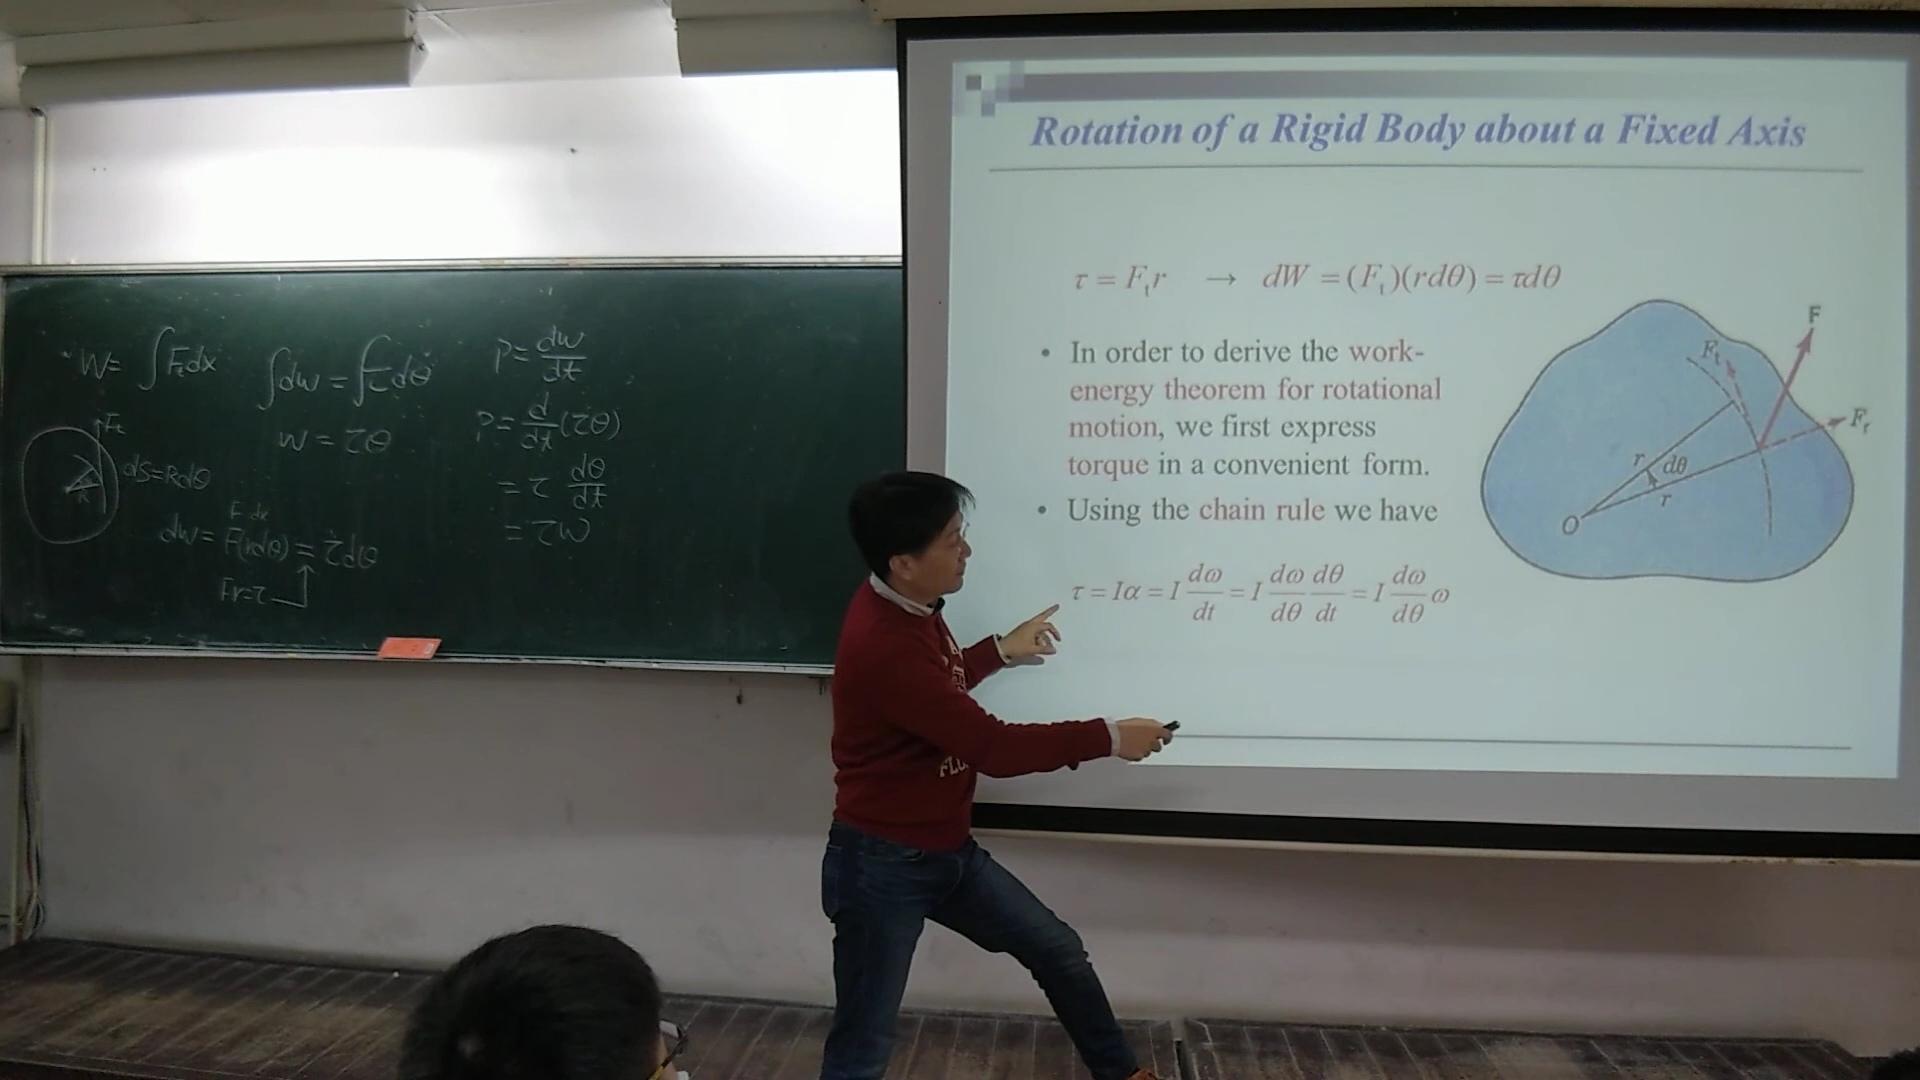 W= ∫F_t dx
F_t
dS=Rdθ
R
∫dw = ∫τdθ
w = τθ
F dx
dw= F(rdθ) = τdθ
Fr=τ
P= dw/dt
P= d/dt (τθ)
= τ dθ/dt
= τω
Rotation of a Rigid Body about a Fixed Axis
τ = F_t r → dW = (F_t)(rdθ) = τdθ
• In order to derive the work-
energy theorem for rotational
motion, we first express
torque in a convenient form.
• Using the chain rule we have
τ = Iα = I dω/dt = I dω/dθ dθ/dt = I dω/dθ ω
F
F_t
F_r
r
dθ
r
O
FLO